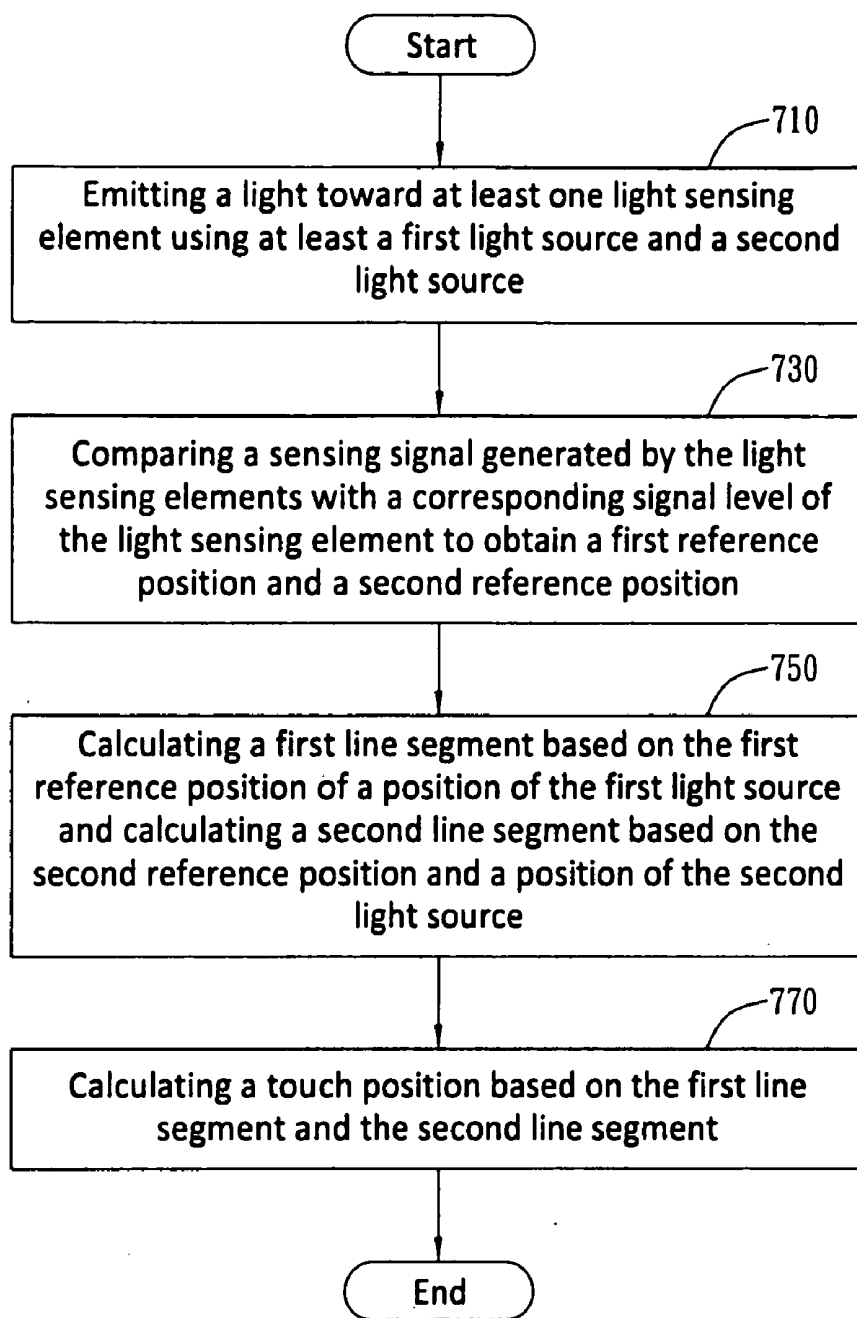 Start
710
Emitting a light toward at least one light sensing
element using at least a first light source and a second
light source
730
Comparing a sensing signal generated by the light
sensing elements with a corresponding signal level of
the light sensing element to obtain a first reference
position and a second reference position
750
Calculating a first line segment based on the first
reference position of a position of the first light source
and calculating a second line segment based on the
second reference position and a position of the second
light source
770
Calculating a touch position based on the first line
segment and the second line segment
End